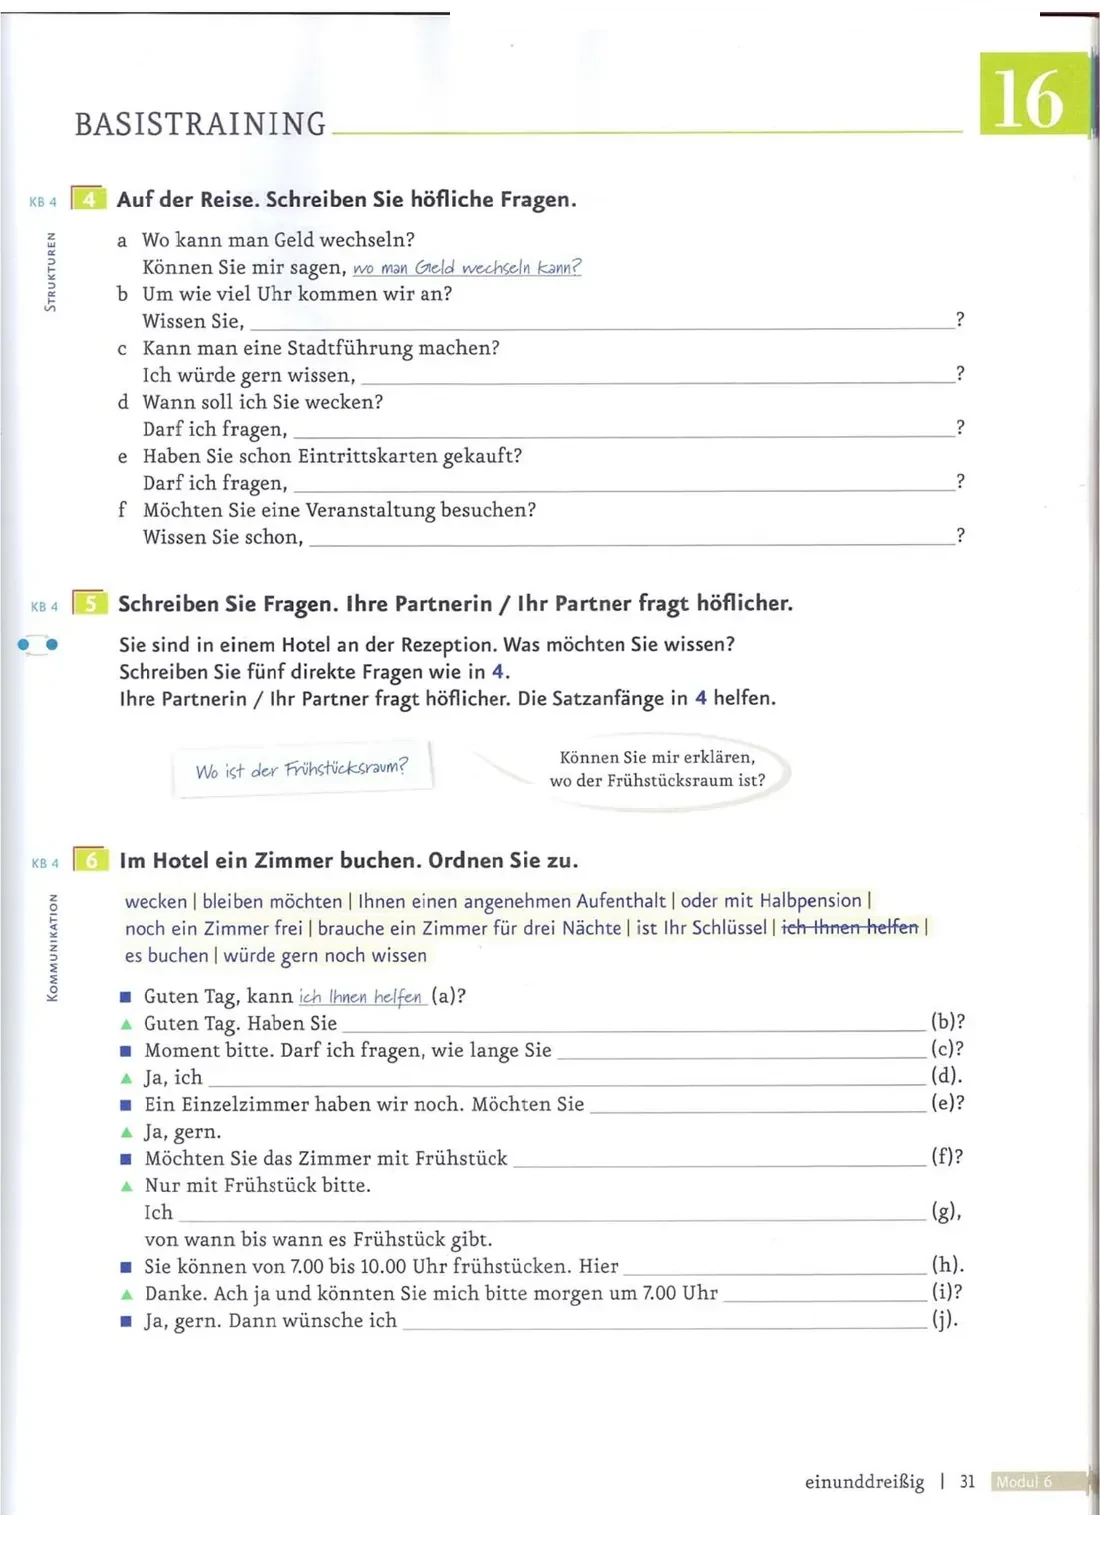 16
BASISTRAINING
KB 4 4 Auf der Reise. Schreiben Sie höfliche Fragen.
STRUKTUREN
a Wo kann man Geld wechseln?
Können Sie mir sagen, wo man Geld wechseln kann?
b Um wie viel Uhr kommen wir an?
Wissen Sie, ?
c Kann man eine Stadtführung machen?
Ich würde gern wissen, ?
d Wann soll ich Sie wecken?
Darf ich fragen, ?
e Haben Sie schon Eintrittskarten gekauft?
Darf ich fragen, ?
f Möchten Sie eine Veranstaltung besuchen?
Wissen Sie schon, ?
KB 4 5 Schreiben Sie Fragen. Ihre Partnerin / Ihr Partner fragt höflicher.
Sie sind in einem Hotel an der Rezeption. Was möchten Sie wissen?
Schreiben Sie fünf direkte Fragen wie in 4.
Ihre Partnerin / Ihr Partner fragt höflicher. Die Satzanfänge in 4 helfen.
Wo ist der Frühstücksraum?
Können Sie mir erklären,
wo der Frühstücksraum ist?
KB 4 6 Im Hotel ein Zimmer buchen. Ordnen Sie zu.
KOMMUNIKATION
wecken | bleiben möchten | Ihnen einen angenehmen Aufenthalt | oder mit Halbpension |
noch ein Zimmer frei | brauche ein Zimmer für drei Nächte | ist Ihr Schlüssel | ich Ihnen helfen |
es buchen | würde gern noch wissen
Guten Tag, kann ich Ihnen helfen (a)?
Guten Tag. Haben Sie (b)?
Moment bitte. Darf ich fragen, wie lange Sie (c)?
Ja, ich (d).
Ein Einzelzimmer haben wir noch. Möchten Sie (e)?
Ja, gern.
Möchten Sie das Zimmer mit Frühstück (f)?
Nur mit Frühstück bitte.
Ich (g),
von wann bis wann es Frühstück gibt.
Sie können von 7.00 bis 10.00 Uhr frühstücken. Hier (h).
Danke. Ach ja und könnten Sie mich bitte morgen um 7.00 Uhr (i)?
Ja, gern. Dann wünsche ich (j).
einunddreißig | 31 Modul 6